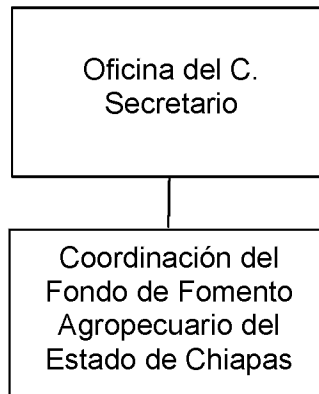 Oficina del C.
Secretario
Coordinación del
Fondo de Fomento
Agropecuario del
Estado de Chiapas